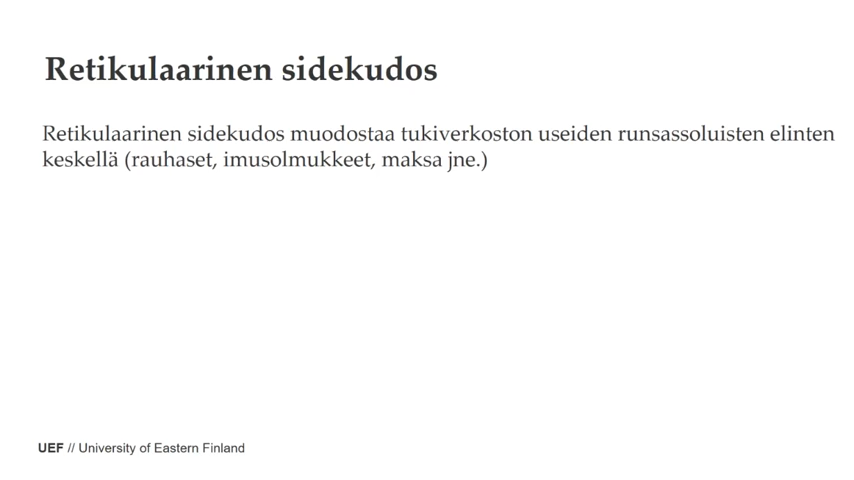 Retikulaarinen sidekudos
Retikulaarinen sidekudos muodostaa tukiverkoston useiden runsassoluisten elinten
keskellä (rauhaset, imusolmukkeet, maksa jne.)
UEF // University of Eastern Finland